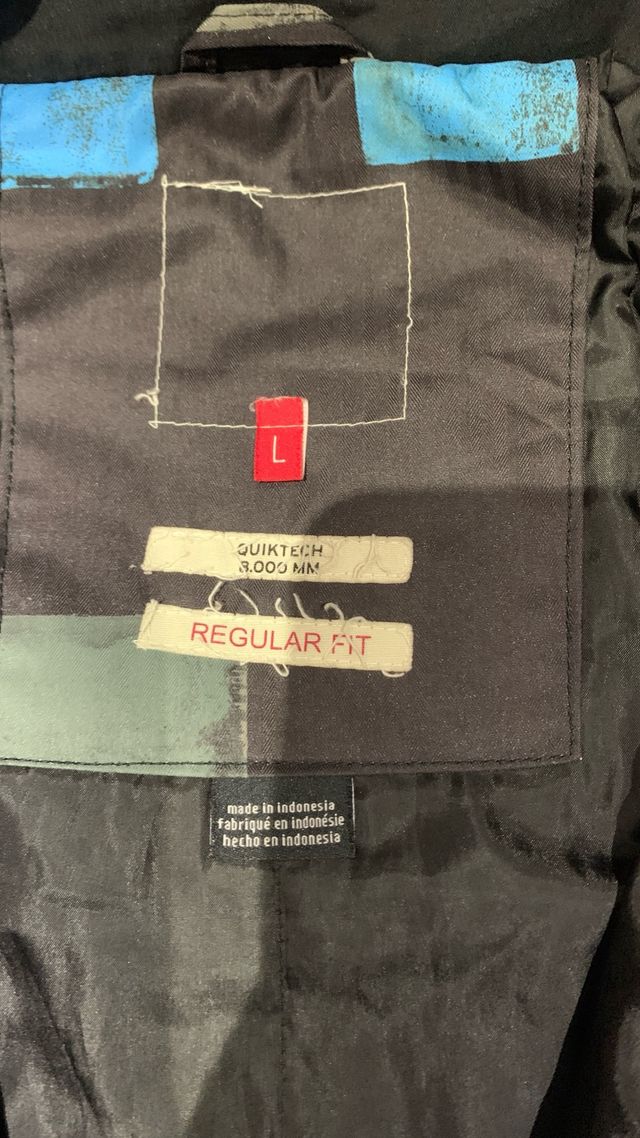 L
QUIKTECH
8.000 MM
REGULAR FIT
made in indonesia
fabriqué en indonésie
hecho en indonesia